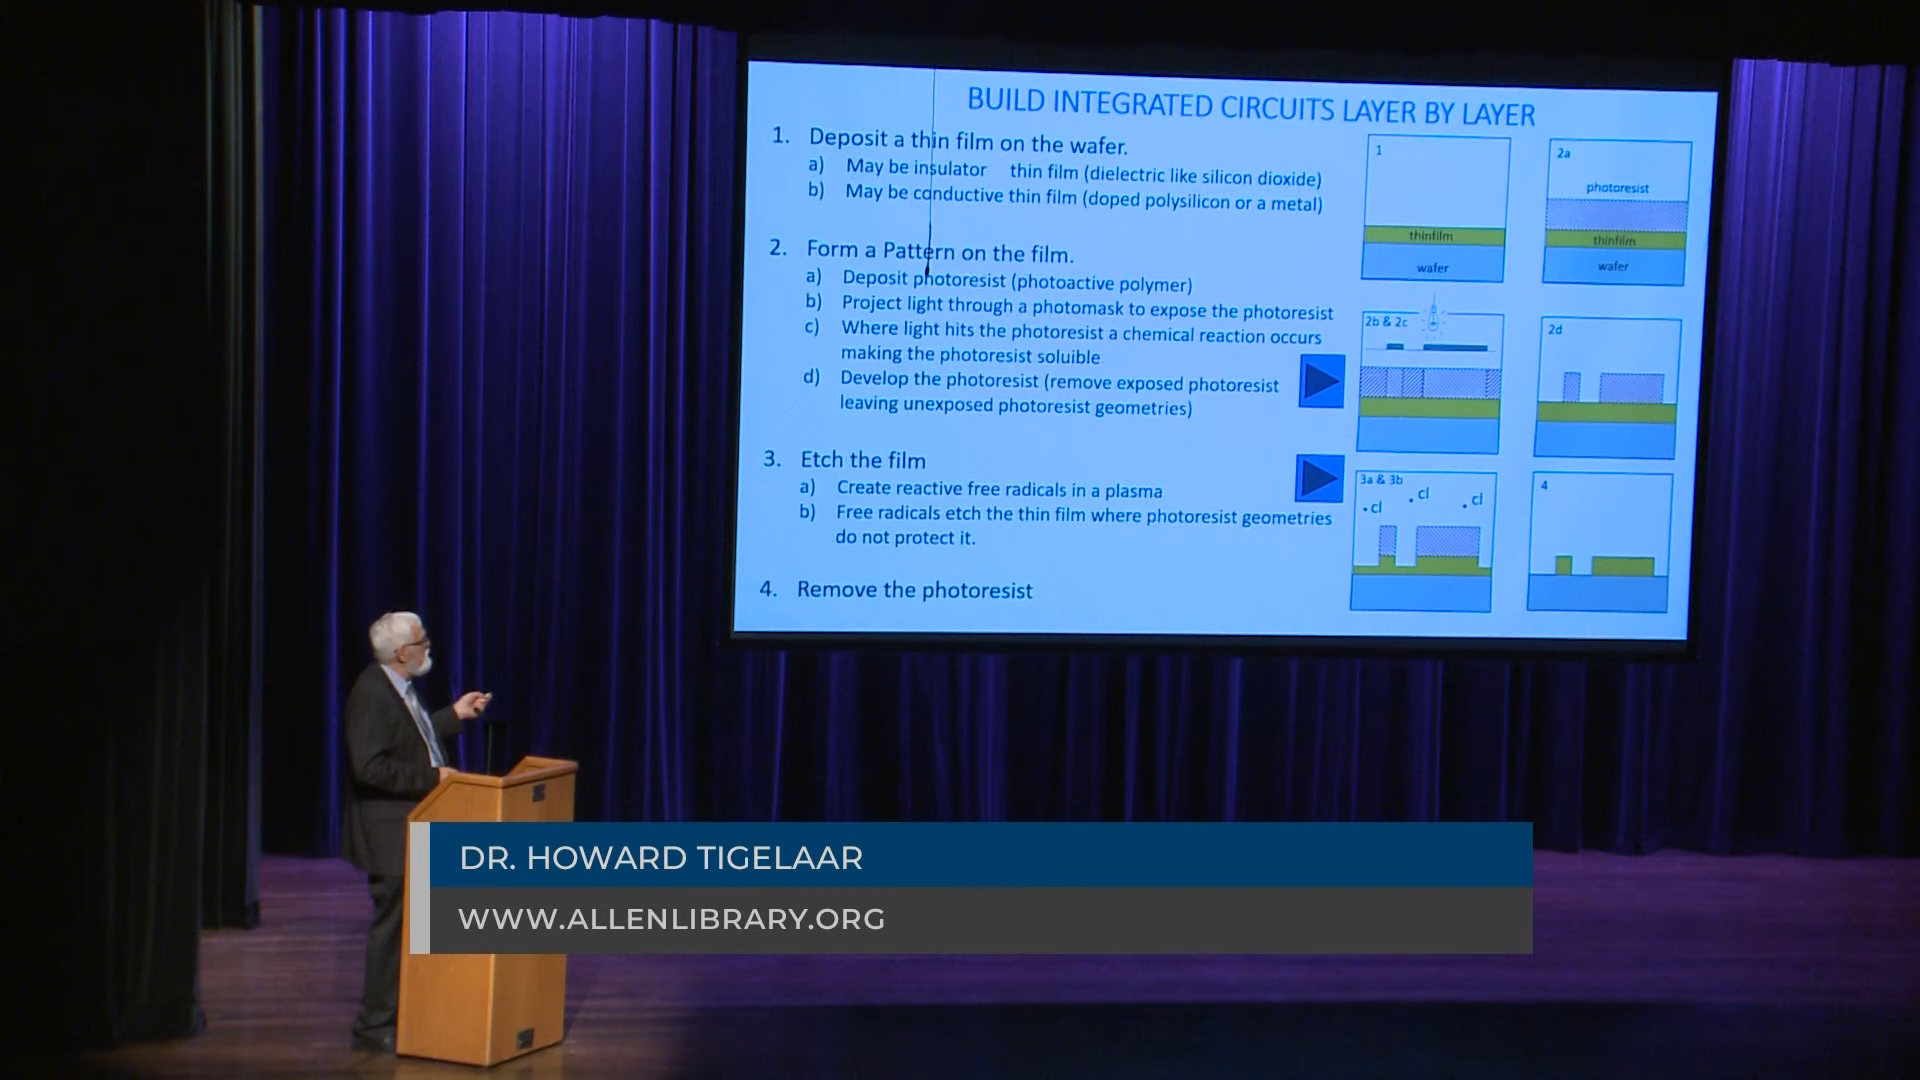 BUILD INTEGRATED CIRCUITS LAYER BY LAYER
1. Deposit a thin film on the wafer.
a) May be insulator thin film (dielectric like silicon dioxide)
b) May be conductive thin film (doped polysilicon or a metal)
2. Form a Pattern on the film.
a) Deposit photoresist (photoactive polymer)
b) Project light through a photomask to expose the photoresist
c) Where light hits the photoresist a chemical reaction occurs
making the photoresist soluible
d) Develop the photoresist (remove exposed photoresist
leaving unexposed photoresist geometries)
3. Etch the film
a) Create reactive free radicals in a plasma
b) Free radicals etch the thin film where photoresist geometries
do not protect it.
4. Remove the photoresist
1
thinfilm
wafer
2a
photoresist
thinfilm
wafer
2b & 2c
2d
3a & 3b
.cl .cl .cl
4
DR. HOWARD TIGELAAR
WWW.ALLENLIBRARY.ORG